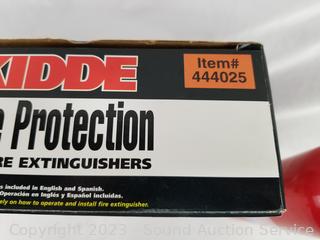 KIDDE
Item#
444025
Protection
RE EXTINGUISHERS
s included in English and Spanish.
Operación en Inglés y Español incluidas.
ely on how to operate and install fire extinguisher.
Copyright 2023 - Sound Auction Service